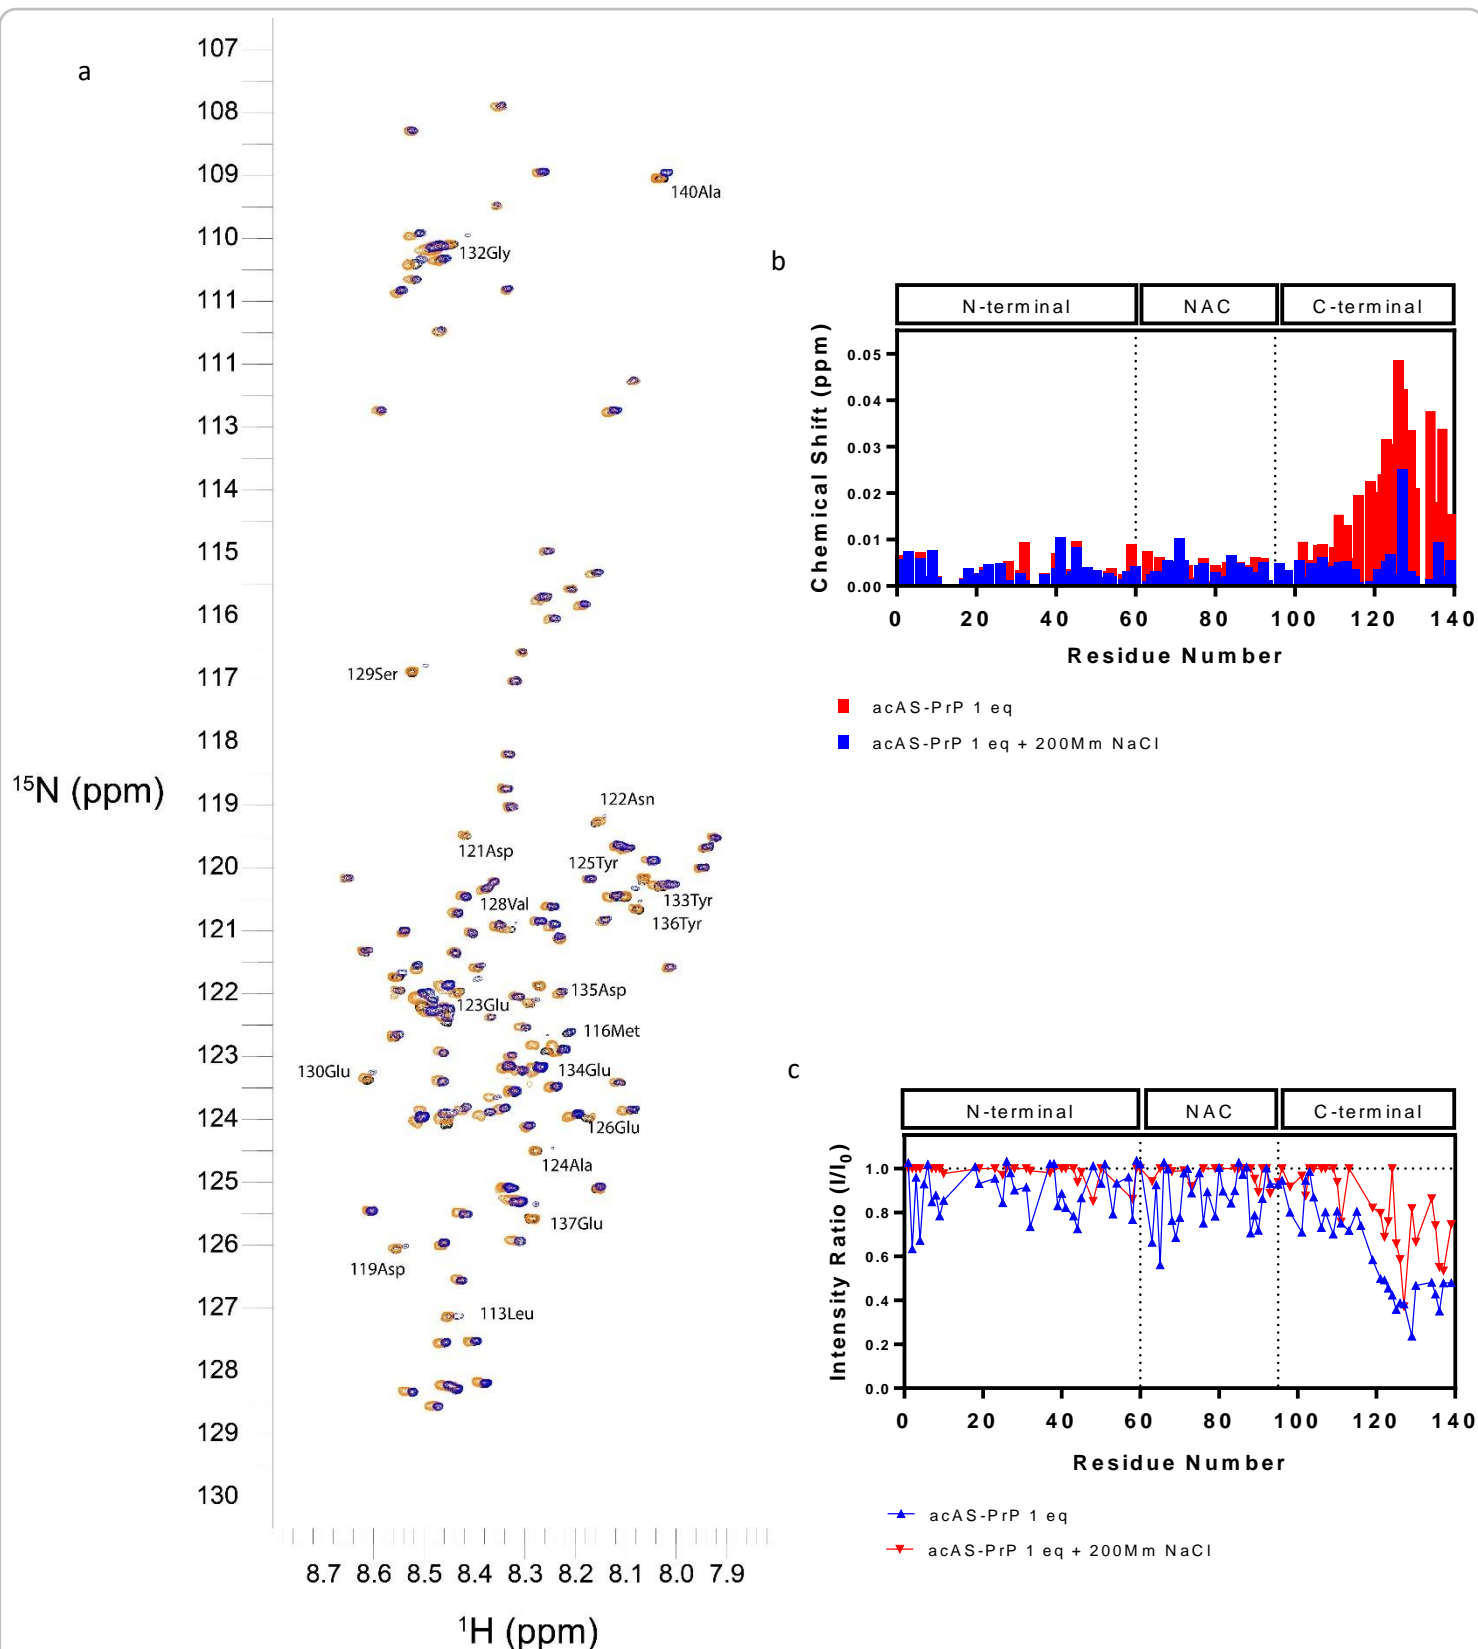 a
107
108
109
140Ala
110
132Gly
111
111
113
114
115
116
117
129Ser
118
15N (ppm)
119
122Asn
121Asp
125Tyr
120
128Val
133Tyr
136Tyr
121
122
135Asp
123Glu
116Met
123
130Glu
134Glu
124
126Glu
124Ala
125
137Glu
126
119Asp
127
113Leu
128
129
130
8.7 8.6 8.5 8.4 8.3 8.2 8.1 8.0 7.9
1H (ppm)
b
N-terminal NAC C-terminal
Chemical Shift (ppm)
0.05
0.04
0.03
0.02
0.01
0.00
0 20 40 60 80 100 120 140
Residue Number
acAS-PrP 1 eq
acAS-PrP 1 eq + 200Mm NaCl
c
N-terminal NAC C-terminal
Intensity Ratio (I/I0)
1.0
0.8
0.6
0.4
0.2
0.0
0 20 40 60 80 100 120 140
Residue Number
acAS-PrP 1 eq
acAS-PrP 1 eq + 200Mm NaCl